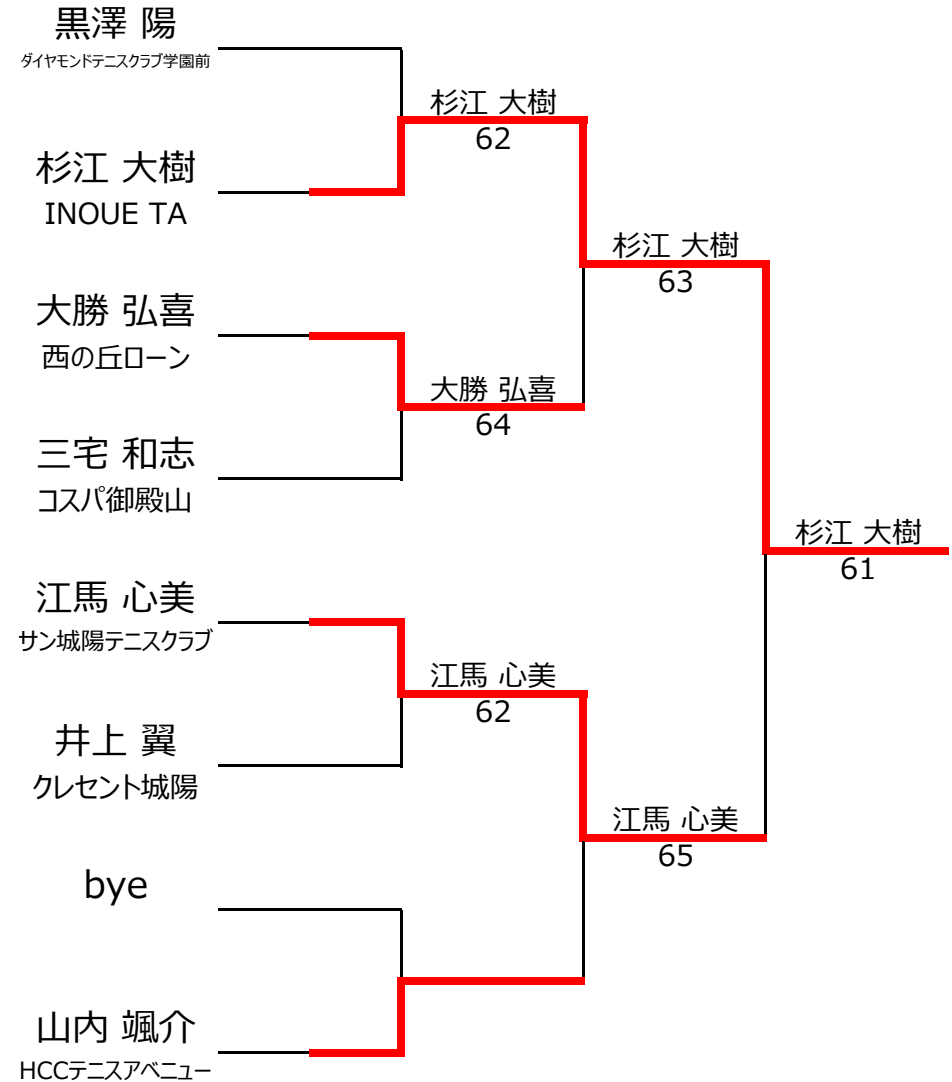 黒澤 陽
ダイヤモンドテニスクラブ学園前
杉江 大樹
62
杉江 大樹
INOUE TA
杉江 大樹
63
大勝 弘喜
西の丘ローン
大勝 弘喜
64
三宅 和志
コスパ御殿山
杉江 大樹
61
江馬 心美
サン城陽テニスクラブ
江馬 心美
62
井上 翼
クレセント城陽
江馬 心美
65
bye
山内 颯介
HCCテニスアベニュー